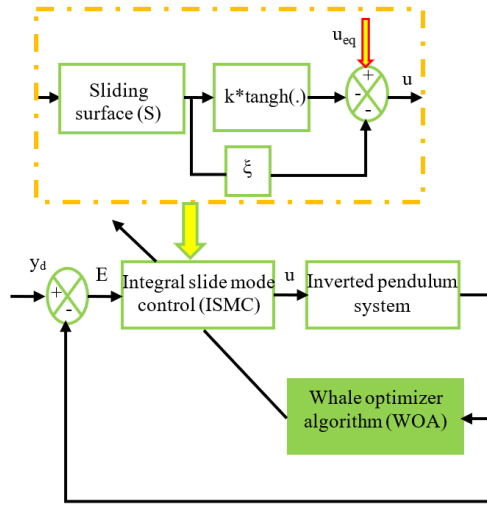 u_eq
Sliding
surface (S)
k*tangh(.)
+
-
-
u
ξ
y_d
+
-
E
Integral slide mode
control (ISMC)
u
Inverted pendulum
system
Whale optimizer
algorithm (WOA)